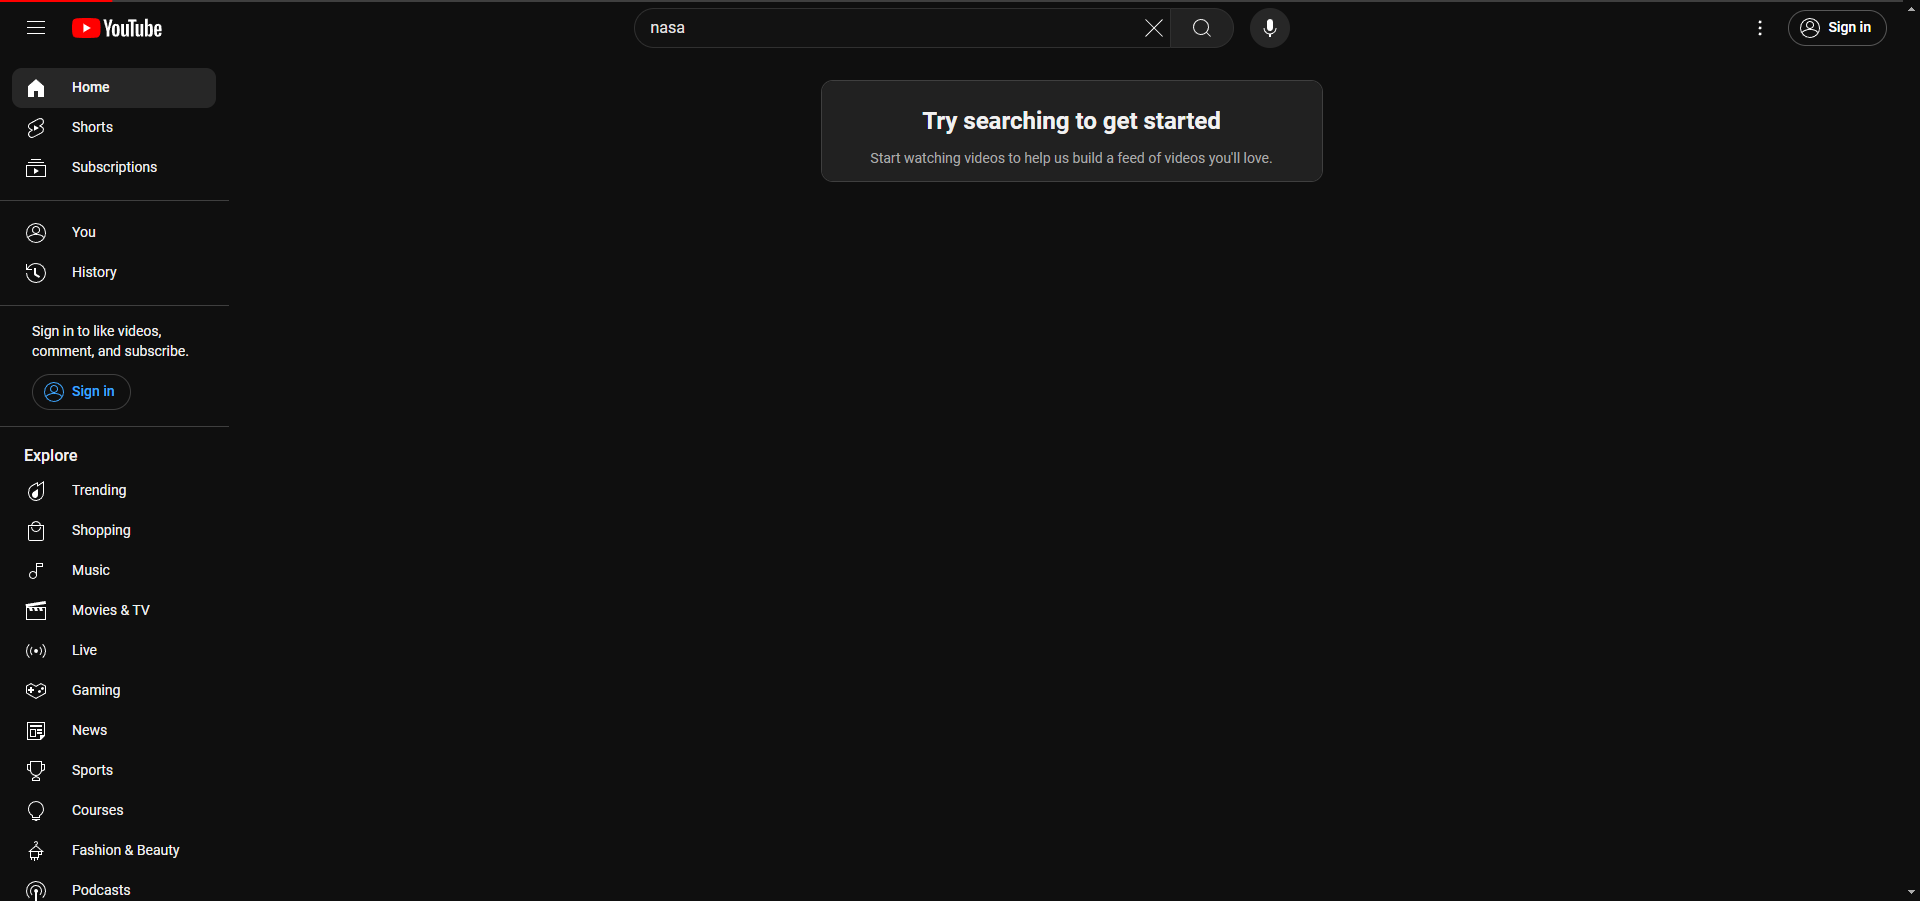 YouTube
nasa
Sign in
Home
Shorts
Subscriptions
You
History
Sign in to like videos,
comment, and subscribe.
Sign in
Explore
Trending
Shopping
Music
Movies & TV
Live
Gaming
News
Sports
Courses
Fashion & Beauty
Podcasts
Try searching to get started
Start watching videos to help us build a feed of videos you'll love.